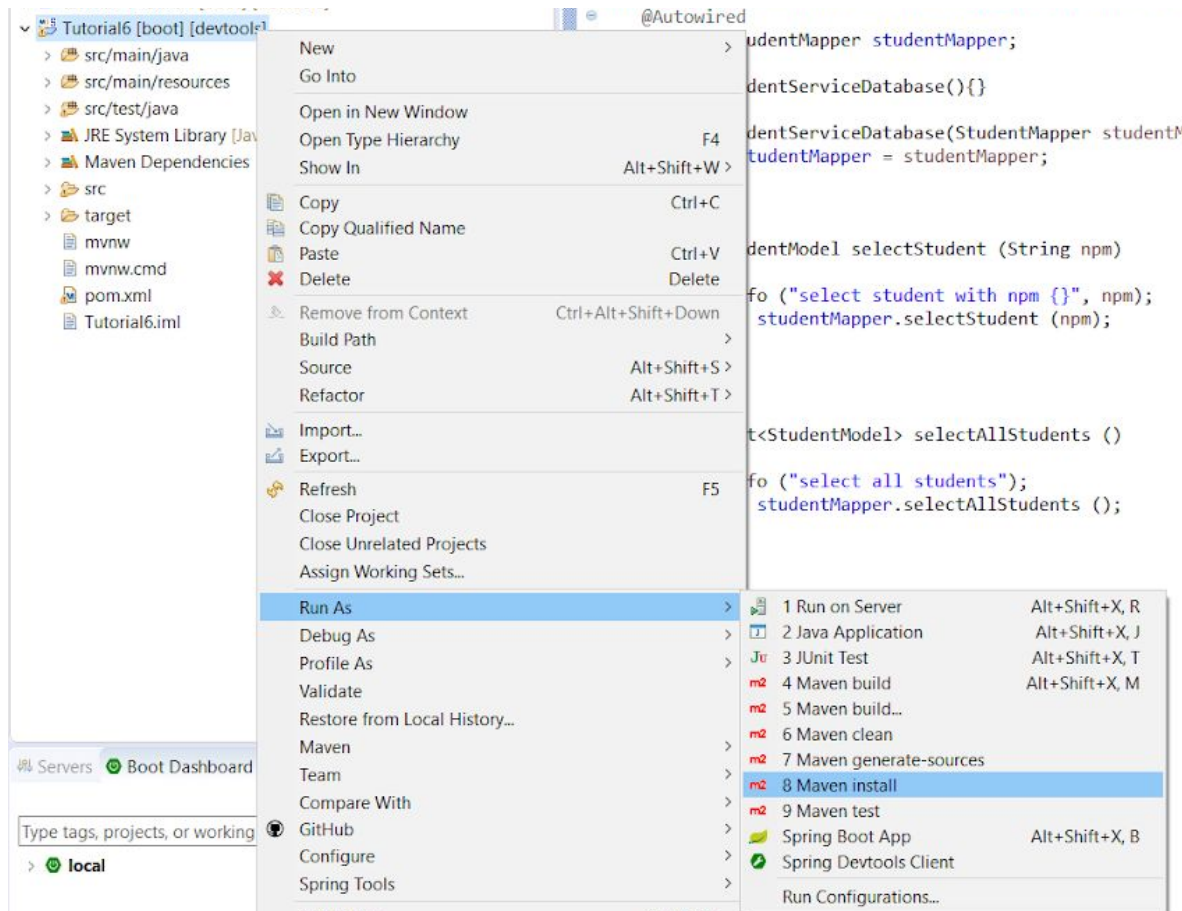 Tutorial6 [boot] [devtools]
src/main/java
src/main/resources
src/test/java
JRE System Library [Jav
Maven Dependencies
src
target
mvnw
mvnw.cmd
pom.xml
Tutorial6.iml
Servers Boot Dashboard
Type tags, projects, or working
local
New
Go Into
Open in New Window
Open Type Hierarchy F4
Show In Alt+Shift+W >
Copy Ctrl+C
Copy Qualified Name
Paste Ctrl+V
Delete Delete
Remove from Context Ctrl+Alt+Shift+Down
Build Path
Source Alt+Shift+S >
Refactor Alt+Shift+T >
Import...
Export...
Refresh F5
Close Project
Close Unrelated Projects
Assign Working Sets...
Run As
Debug As
Profile As
Validate
Restore from Local History...
Maven
Team
Compare With
GitHub
Configure
Spring Tools
@Autowired
udentMapper studentMapper;
dentServiceDatabase(){}
dentServiceDatabase(StudentMapper studentM
tudentMapper = studentMapper;
dentModel selectStudent (String npm)
fo ("select student with npm {}", npm);
studentMapper.selectStudent (npm);
t<StudentModel> selectAllStudents ()
fo ("select all students");
studentMapper.selectAllStudents ();
1 Run on Server Alt+Shift+X, R
2 Java Application Alt+Shift+X, J
Ju 3 JUnit Test Alt+Shift+X, T
m2 4 Maven build Alt+Shift+X, M
m2 5 Maven build...
m2 6 Maven clean
m2 7 Maven generate-sources
m2 8 Maven install
m2 9 Maven test
Spring Boot App Alt+Shift+X, B
Spring Devtools Client
Run Configurations...